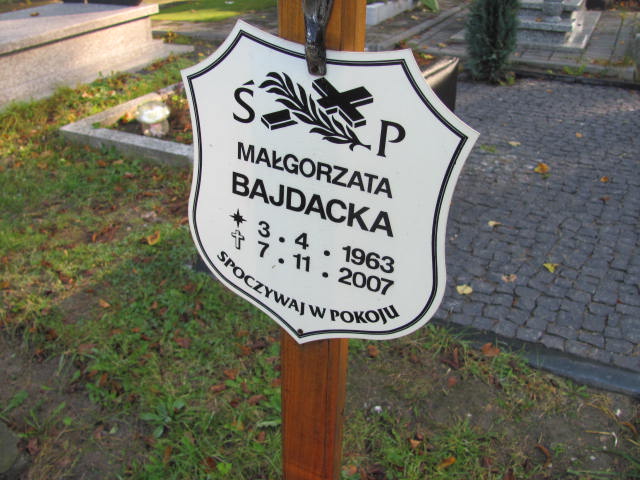 Ś P
MAŁGORZATA
BAJDACKA
3 . 4 . 1963
7 . 11 . 2007
SPOCZYWAJ W POKOJU